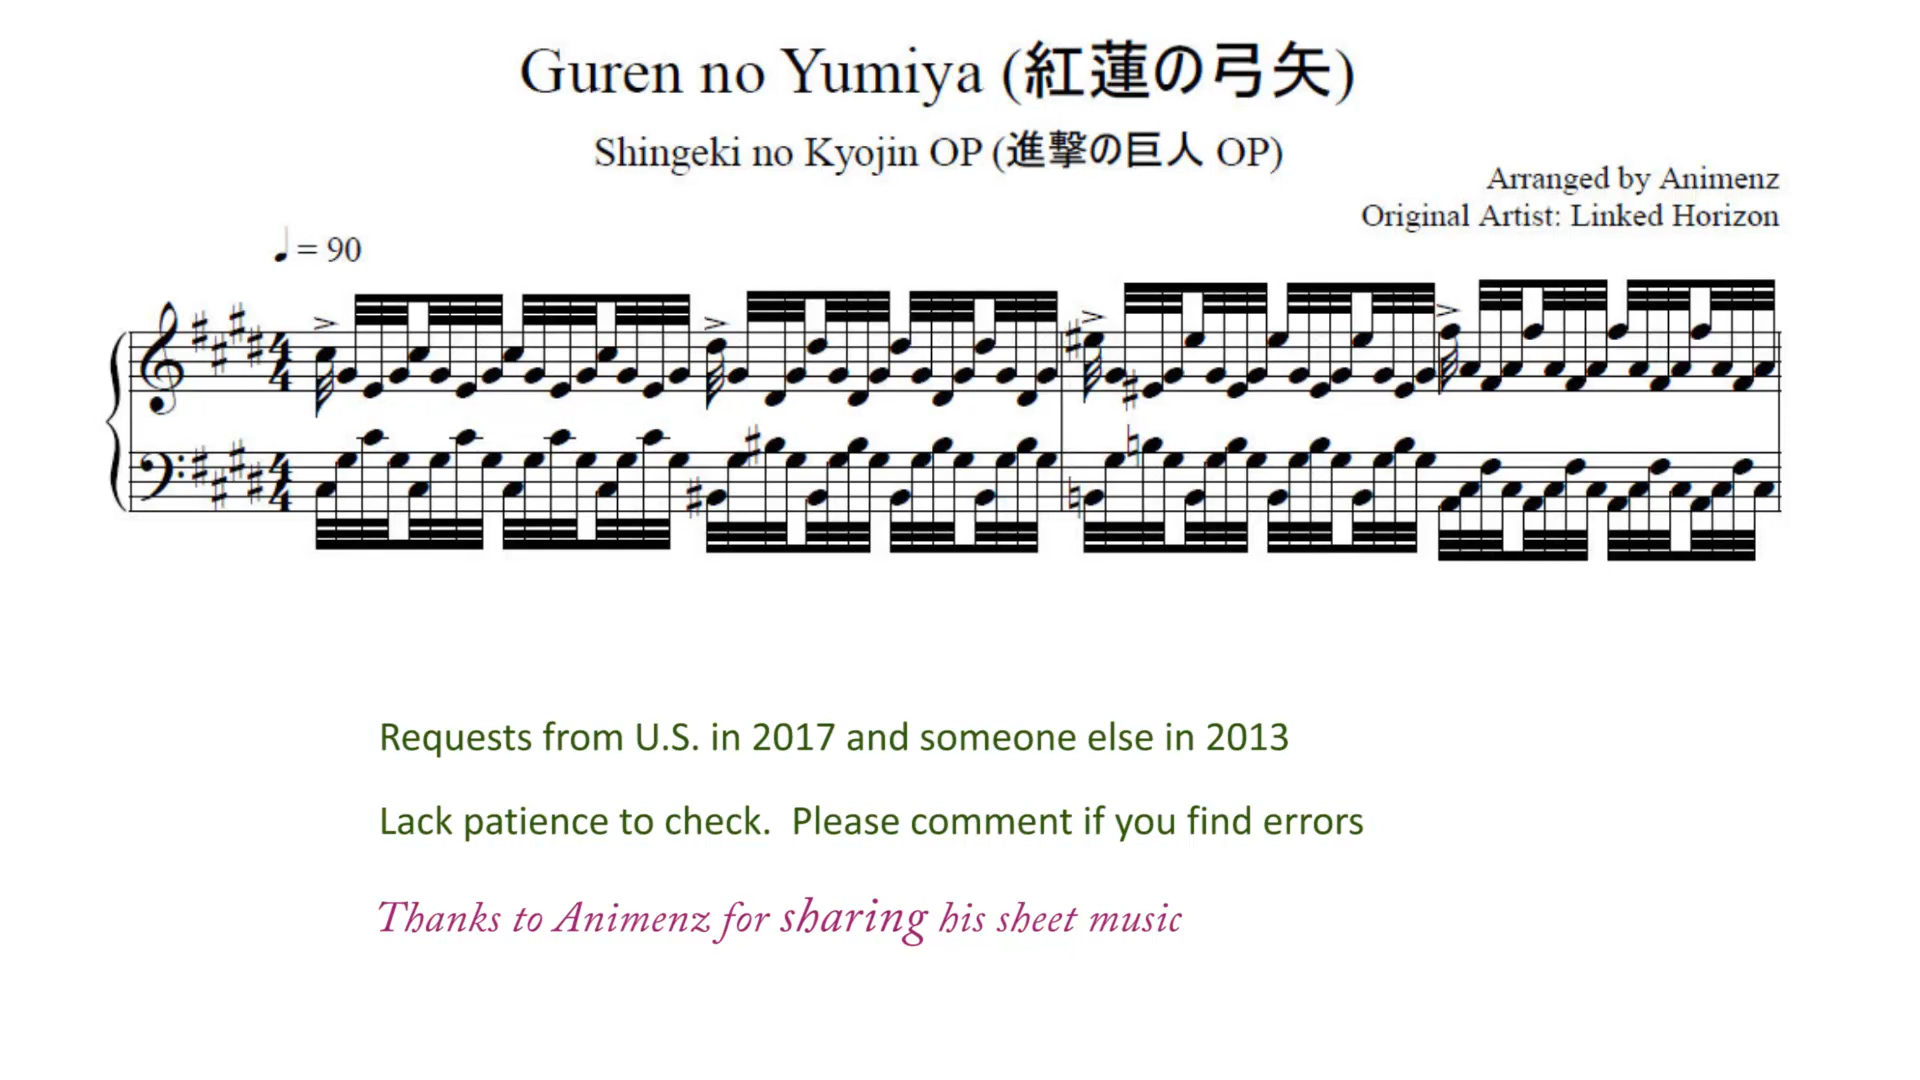 Guren no Yumiya (紅蓮の弓矢)
Shingeki no Kyojin OP (進撃の巨人 OP)
Arranged by Animenz
Original Artist: Linked Horizon
♩ = 90
Requests from U.S. in 2017 and someone else in 2013
Lack patience to check.  Please comment if you find errors
Thanks to Animenz for sharing his sheet music